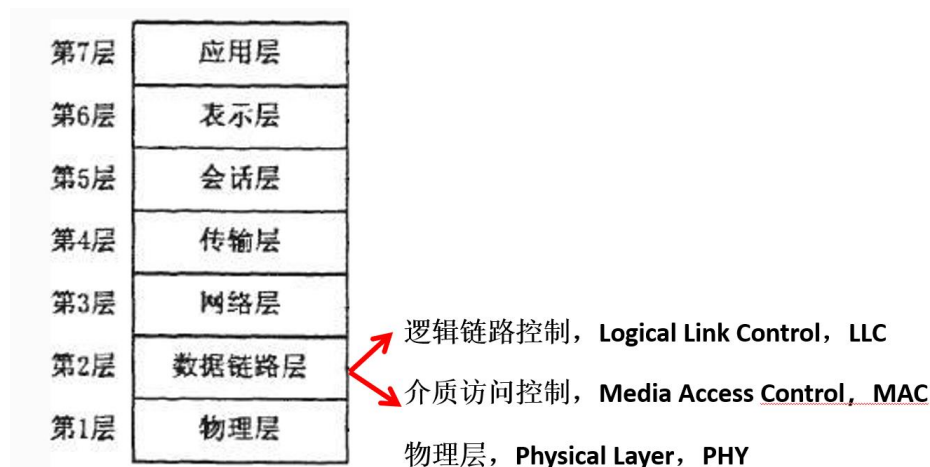 第7层 应用层
第6层 表示层
第5层 会话层
第4层 传输层
第3层 网络层
逻辑链路控制，Logical Link Control，LLC
第2层 数据链路层
介质访问控制，Media Access Control，MAC
第1层 物理层
物理层，Physical Layer，PHY